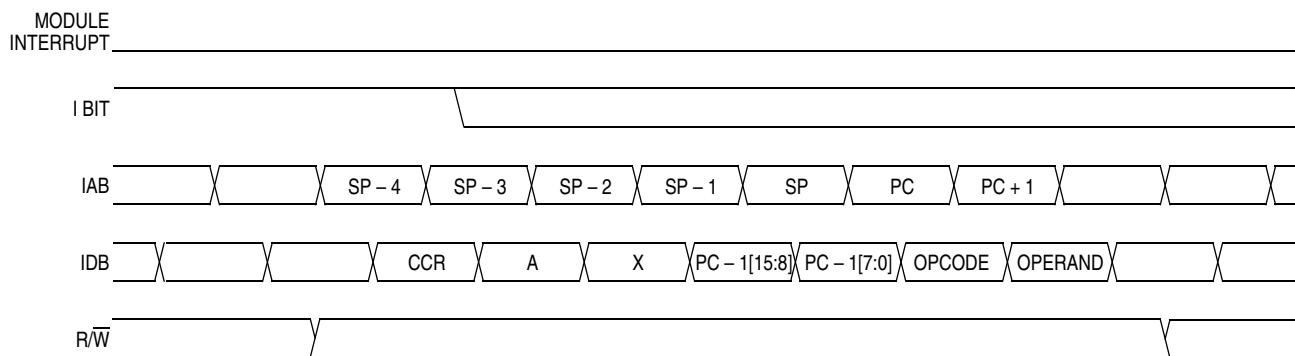 MODULE
INTERRUPT
I BIT
IAB SP – 4 SP – 3 SP – 2 SP – 1 SP PC PC + 1
IDB CCR A X PC – 1[15:8] PC – 1[7:0] OPCODE OPERAND
R/W